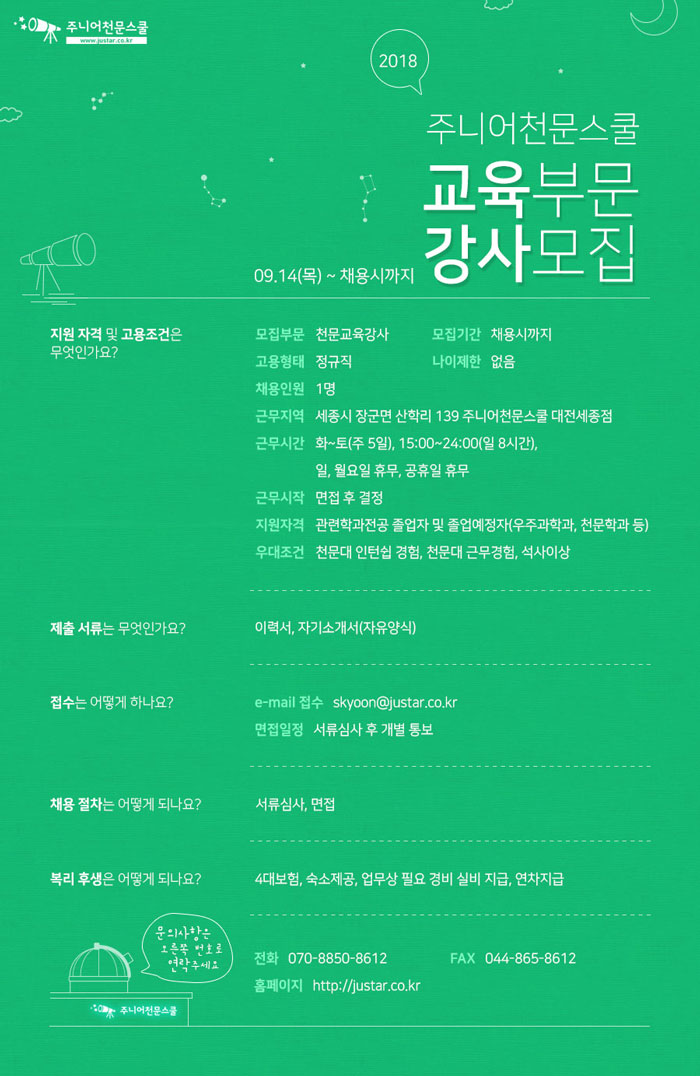 주니어천문스쿨
www.justar.co.kr
2018
주니어천문스쿨
교육부문
강사모집
09.14(목) ~ 채용시까지
지원 자격 및 고용조건은
무엇인가요?
모집부문 천문교육강사 모집기간 채용시까지
고용형태 정규직 나이제한 없음
채용인원 1명
근무지역 세종시 장군면 산학리 139 주니어천문스쿨 대전세종점
근무시간 화~토(주 5일), 15:00~24:00(일 8시간),
일, 월요일 휴무, 공휴일 휴무
근무시작 면접 후 결정
지원자격 관련학과전공 졸업자 및 졸업예정자(우주과학과, 천문학과 등)
우대조건 천문대 인턴쉽 경험, 천문대 근무경험, 석사이상
제출 서류는 무엇인가요? 이력서, 자기소개서(자유양식)
접수는 어떻게 하나요? e-mail 접수 skyoon@justar.co.kr
면접일정 서류심사 후 개별 통보
채용 절차는 어떻게 되나요? 서류심사, 면접
복리 후생은 어떻게 되나요? 4대보험, 숙소제공, 업무상 필요 경비 실비 지급, 연차지급
문의사항은
오른쪽 번호로
연락주세요
전화 070-8850-8612 FAX 044-865-8612
홈페이지 http://justar.co.kr
주니어천문스쿨